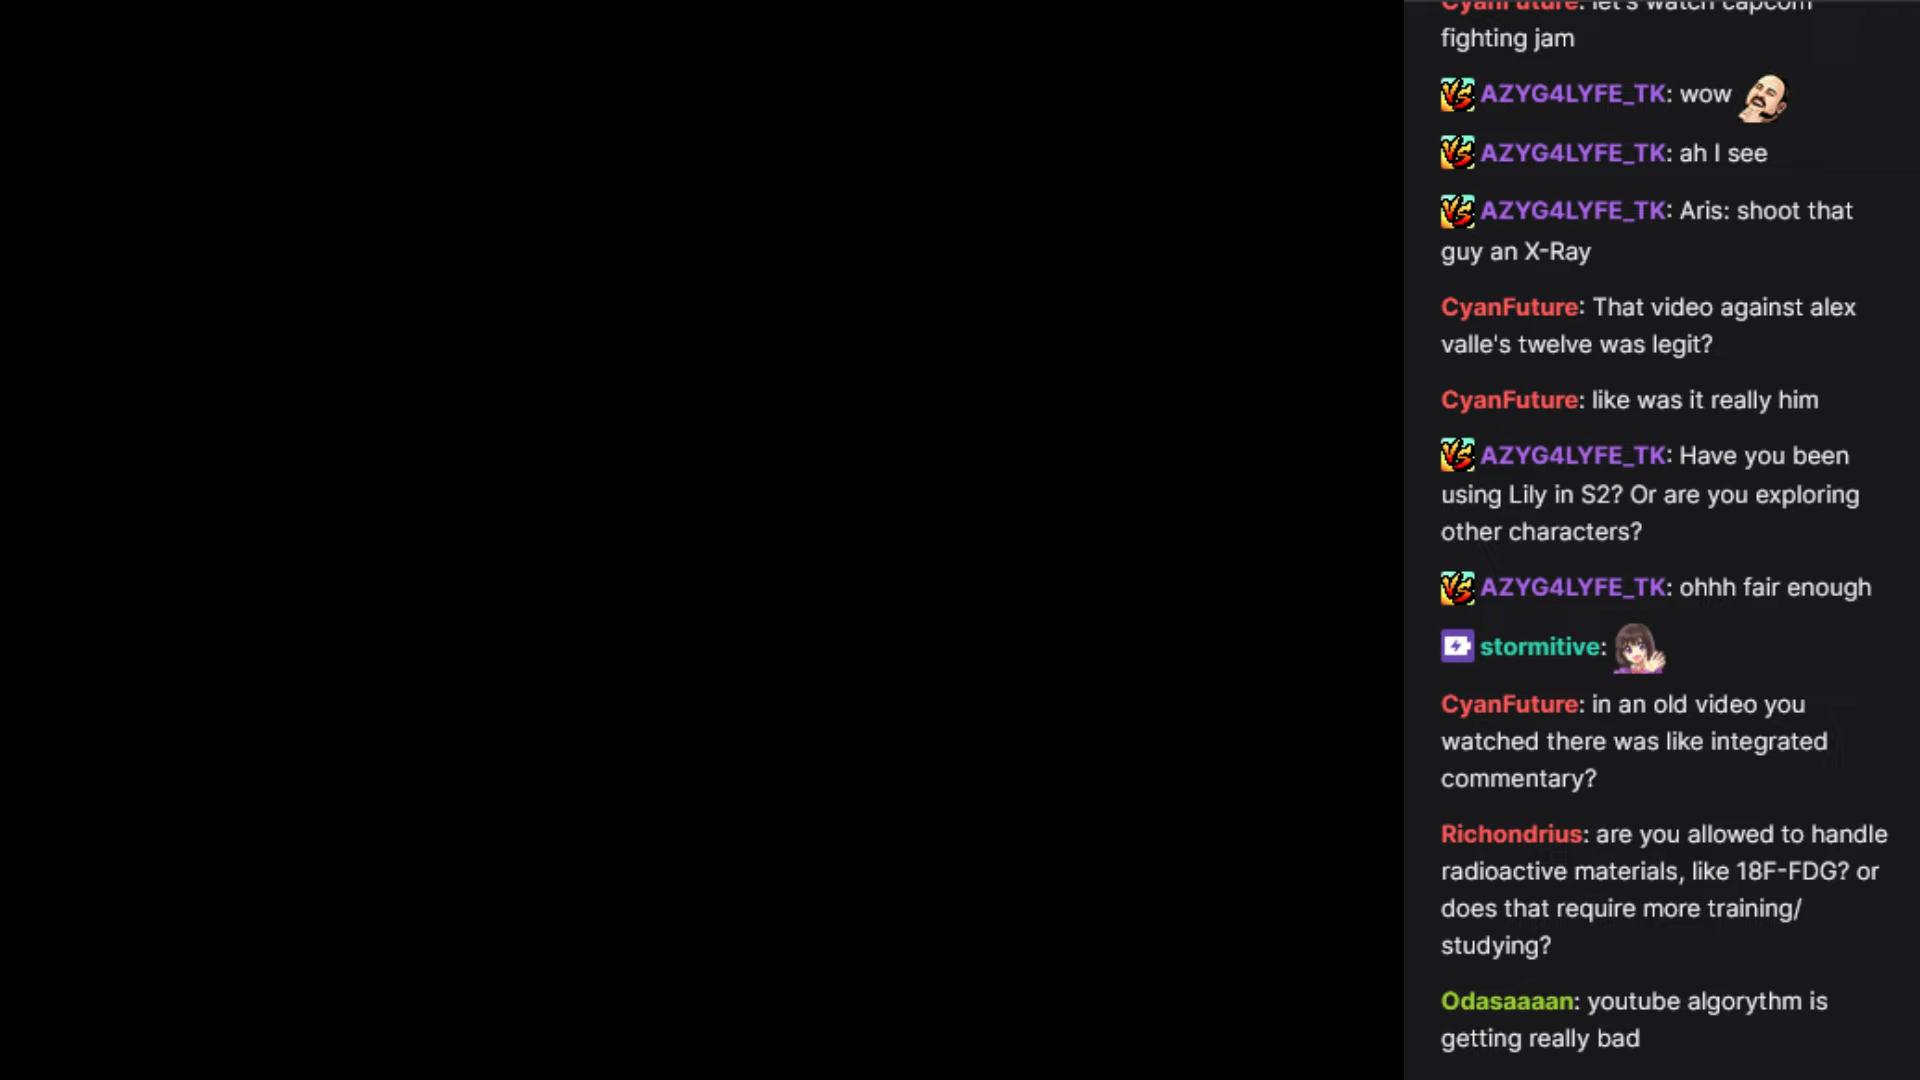 CyanFuture: let's watch capcom
fighting jam
AZYG4LYFE_TK: wow
AZYG4LYFE_TK: ah I see
AZYG4LYFE_TK: Aris: shoot that
guy an X-Ray
CyanFuture: That video against alex
valle's twelve was legit?
CyanFuture: like was it really him
AZYG4LYFE_TK: Have you been
using Lily in S2? Or are you exploring
other characters?
AZYG4LYFE_TK: ohhh fair enough
stormitive:
CyanFuture: in an old video you
watched there was like integrated
commentary?
Richondrius: are you allowed to handle
radioactive materials, like 18F-FDG? or
does that require more training/
studying?
Odasaaaan: youtube algorythm is
getting really bad